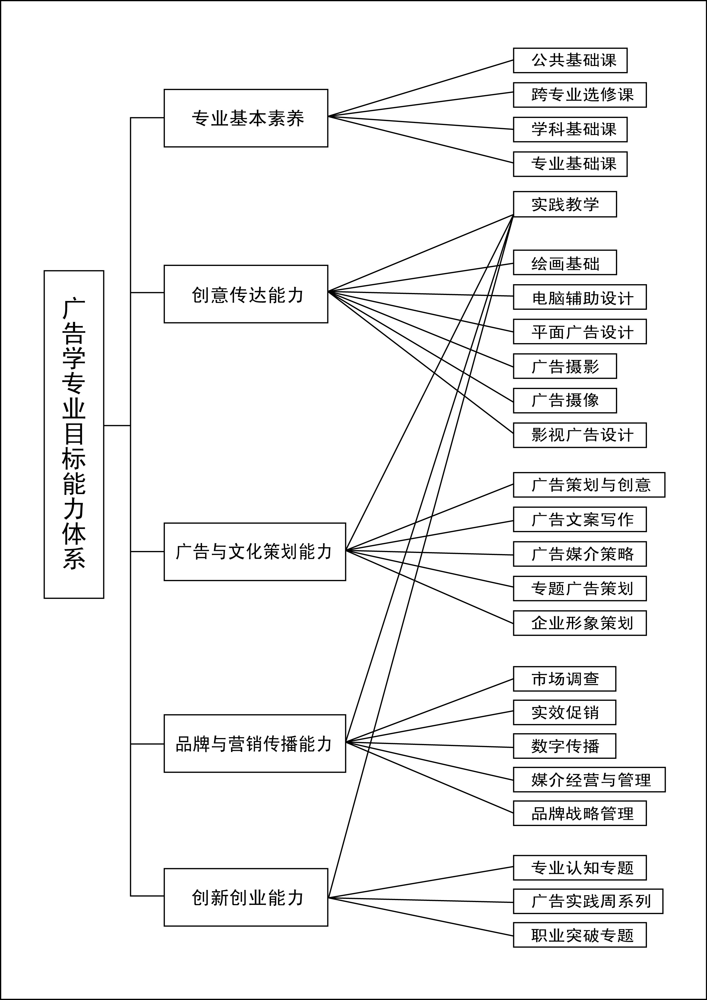 广告学专业目标能力体系
专业基本素养
公共基础课
跨专业选修课
学科基础课
专业基础课
实践教学
创意传达能力
绘画基础
电脑辅助设计
平面广告设计
广告摄影
广告摄像
影视广告设计
广告与文化策划能力
广告策划与创意
广告文案写作
广告媒介策略
专题广告策划
企业形象策划
品牌与营销传播能力
市场调查
实效促销
数字传播
媒介经营与管理
品牌战略管理
创新创业能力
专业认知专题
广告实践周系列
职业突破专题